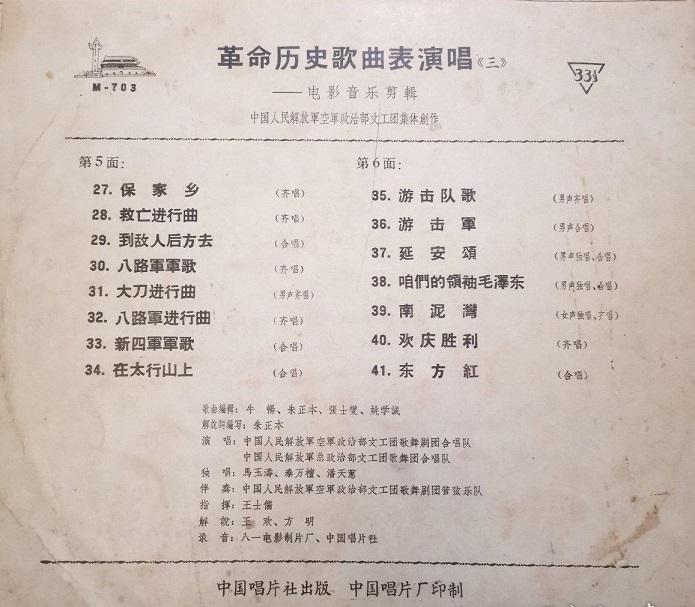 革命历史歌曲表演唱《三》
M-703
33⅓
——电影音乐剪輯
中国人民解放軍空軍政治部文工团集体創作
第5面:
27. 保家乡 (齐唱)
28. 救亡进行曲 (齐唱)
29. 到敌人后方去 (合唱)
30. 八路軍軍歌 (齐唱)
31. 大刀进行曲 (男声齐唱)
32. 八路軍进行曲 (齐唱)
33. 新四軍軍歌 (合唱)
34. 在太行山上 (合唱)
第6面:
35. 游击队歌 (男声齐唱)
36. 游击軍 (男声合唱)
37. 延安頌 (男声独唱、合唱)
38. 咱們的領袖毛澤东 (男声独唱、合唱)
39. 南泥灣 (女声独唱、齐唱)
40. 欢庆胜利 (齐唱)
41. 东方紅 (合唱)
歌曲編輯: 牛暢、朱正本、張士燮、姚学誠
解說詞編写: 朱正本
演唱: 中国人民解放軍空軍政治部文工团歌舞剧团合唱队
中国人民解放軍总政治部文工团歌舞团合唱队
独唱: 馬玉濤、秦万檀、潘天蕙
伴奏: 中国人民解放軍空軍政治部文工团歌舞剧团管弦乐队
指揮: 王士儒
解說: 王欢、方明
录音: 八一电影制片厂、中国唱片社
中国唱片社出版 中国唱片厂印制